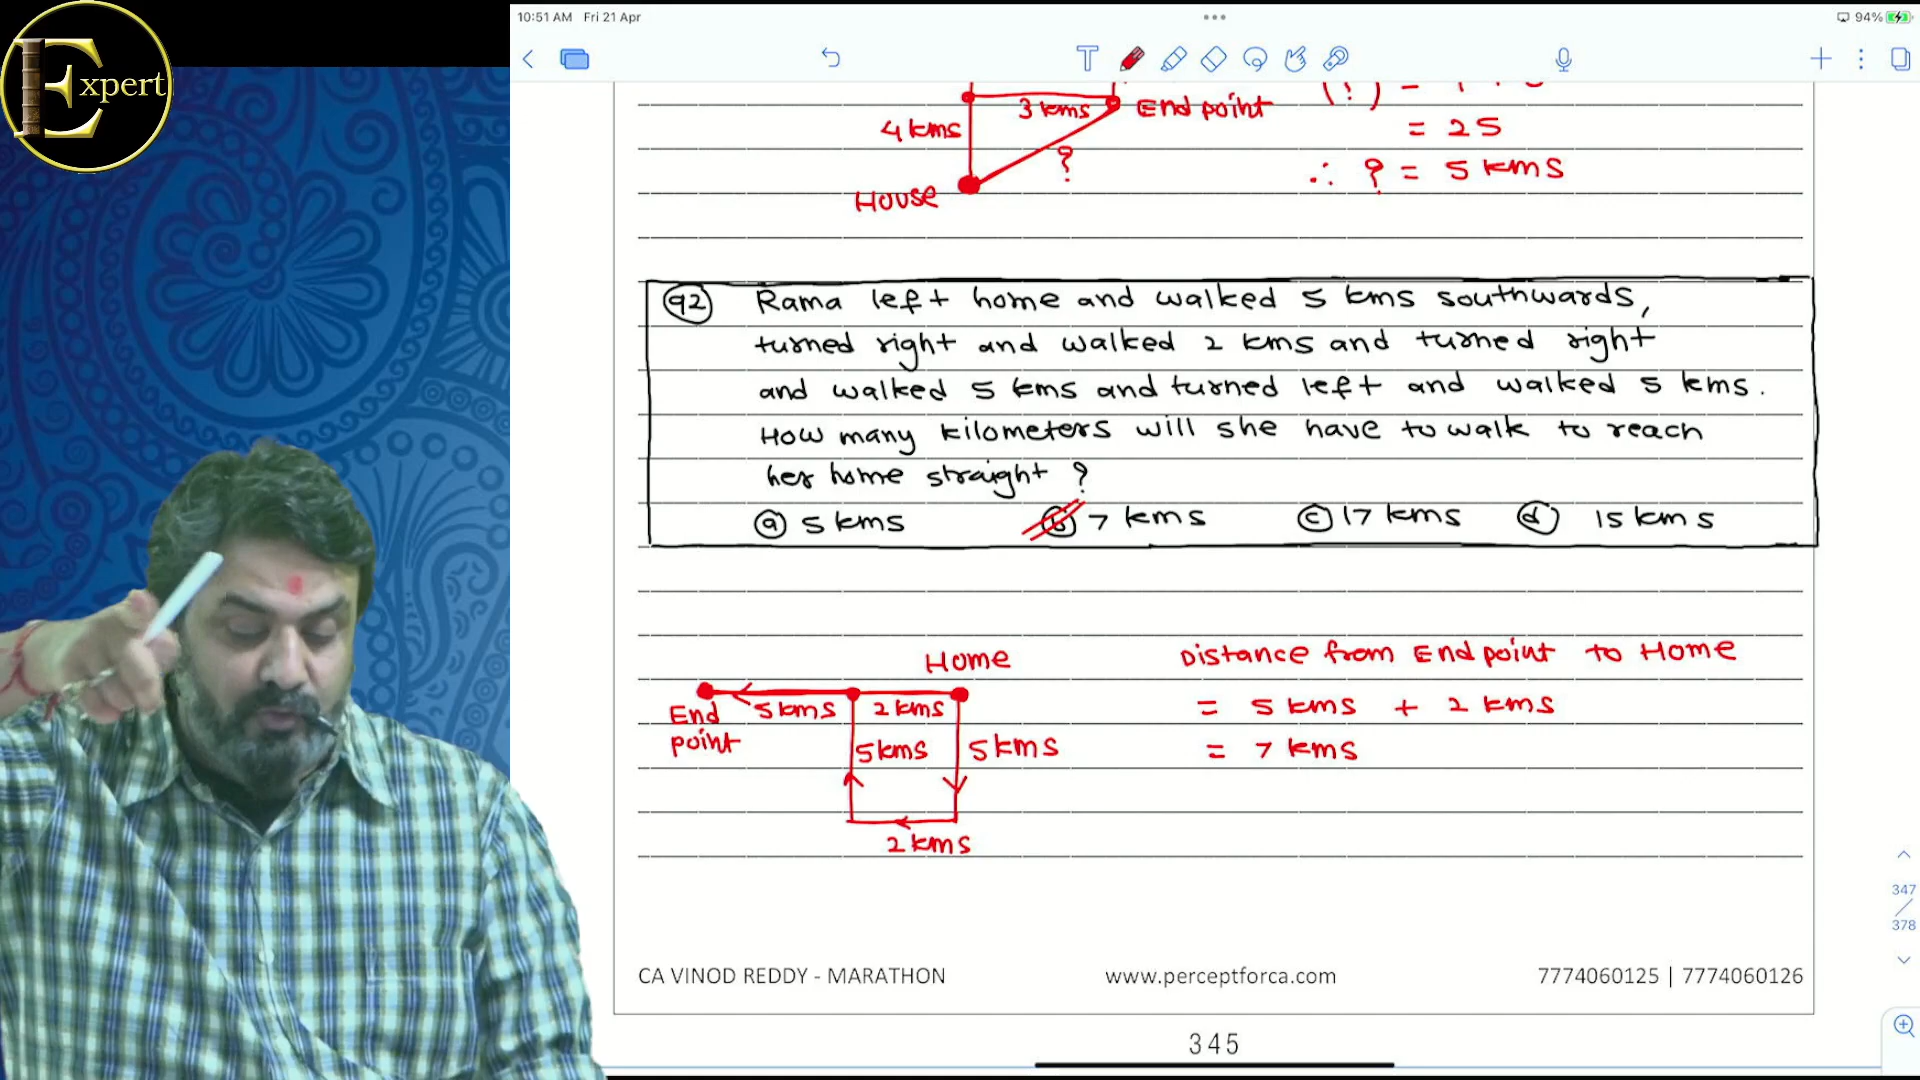 Expert
10:51 AM Fri 21 Apr
94%
3 kms
End point
4 kms
= 25
?
∴ ? = 5 kms
House
92 Rama left home and walked 5 kms southwards,
turned right and walked 2 kms and turned right
and walked 5 kms and turned left and walked 5 kms.
How many kilometers will she have to walk to reach
her home straight ?
a 5 kms b 7 kms c 17 kms d 15 kms
Home
Distance from End point to Home
5 kms 2 kms
= 5 kms + 2 kms
End
point
5 kms 5 kms
= 7 kms
2 kms
347
378
CA VINOD REDDY - MARATHON www.perceptforca.com 7774060125 | 7774060126
345